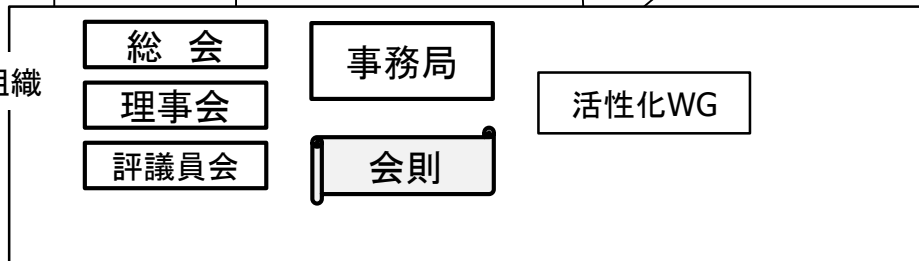 総　会
事務局
組織
理事会
活性化WG
評議員会
会則